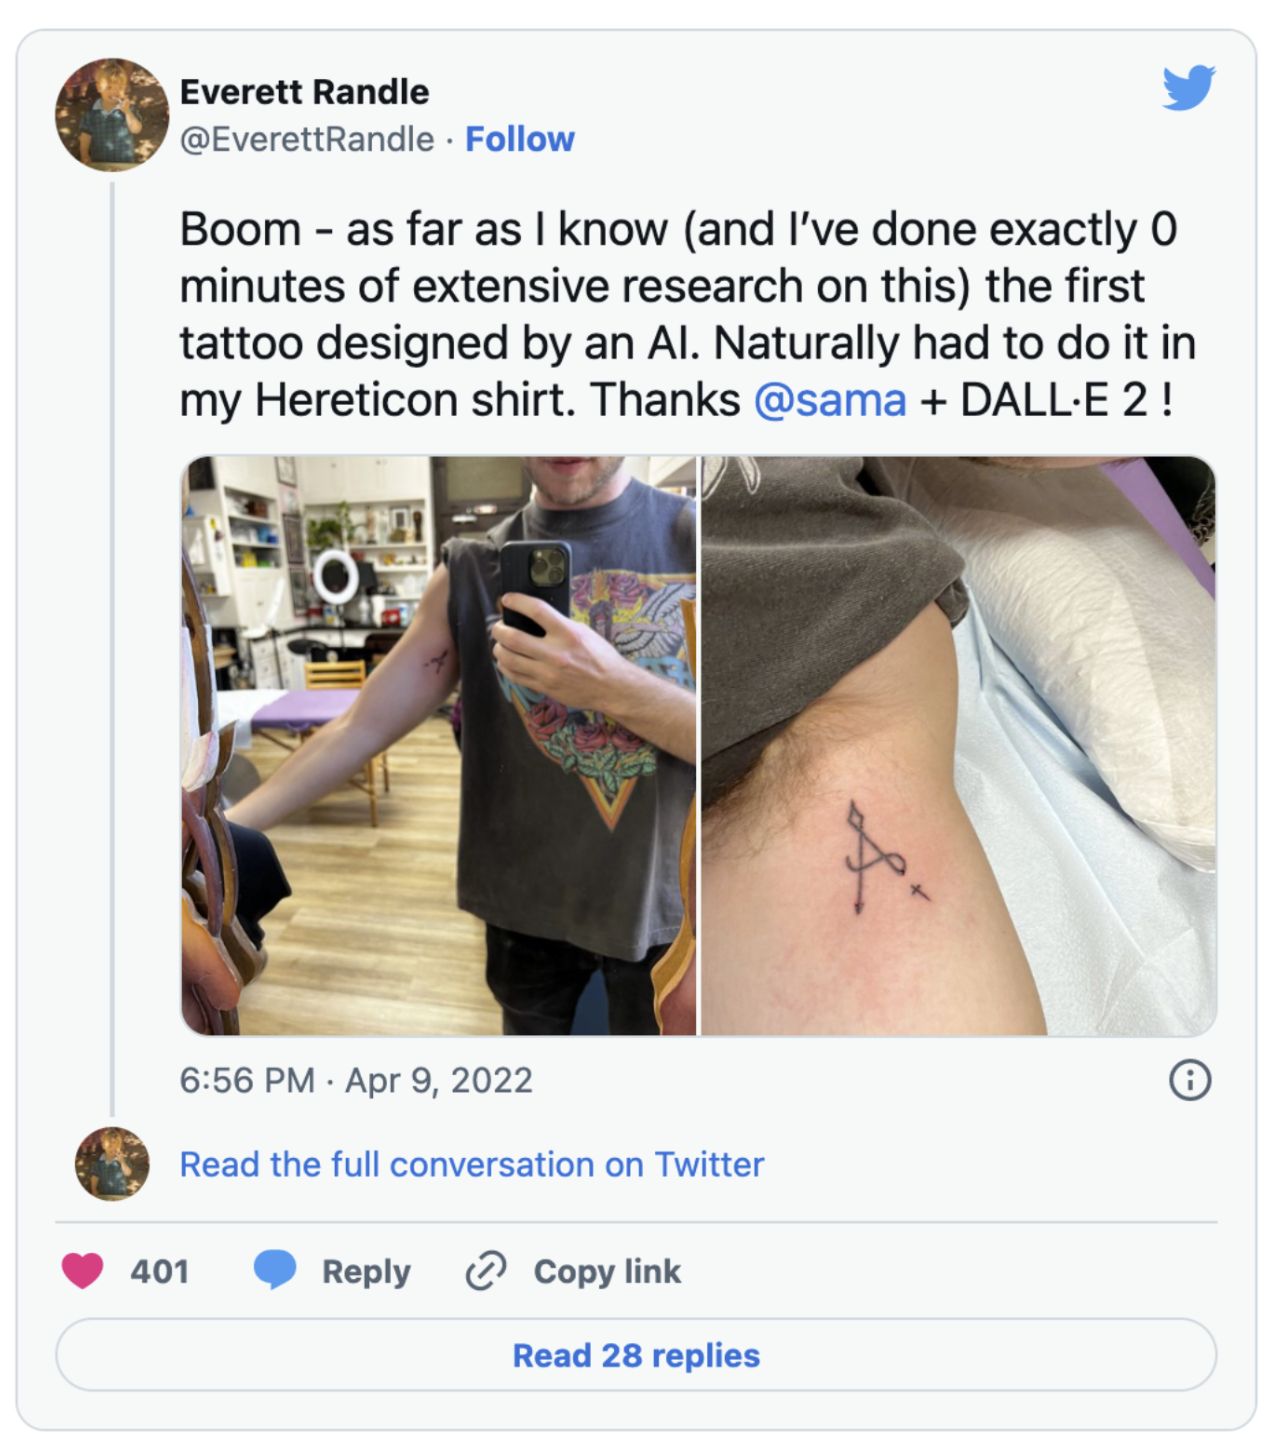 Everett Randle
@EverettRandle · Follow
Boom - as far as I know (and I've done exactly 0
minutes of extensive research on this) the first
tattoo designed by an AI. Naturally had to do it in
my Hereticon shirt. Thanks @sama + DALL·E 2 !
6:56 PM · Apr 9, 2022
Read the full conversation on Twitter
401 Reply Copy link
Read 28 replies